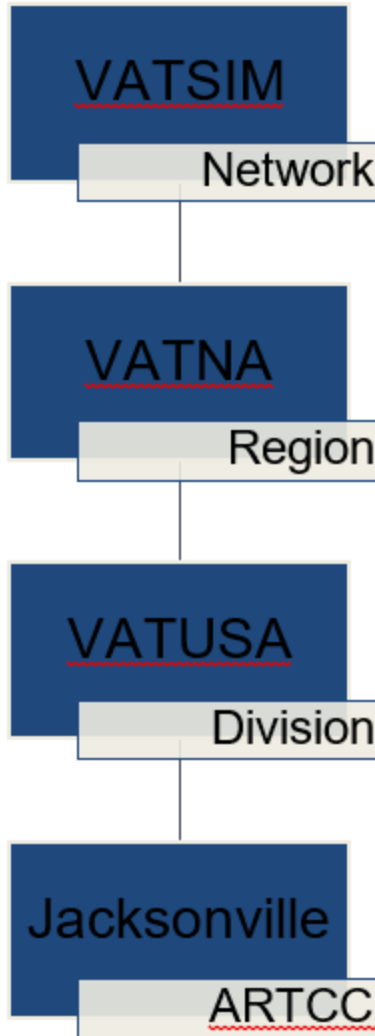 VATSIM
Network
VATNA
Region
VATUSA
Division
Jacksonville
ARTCC